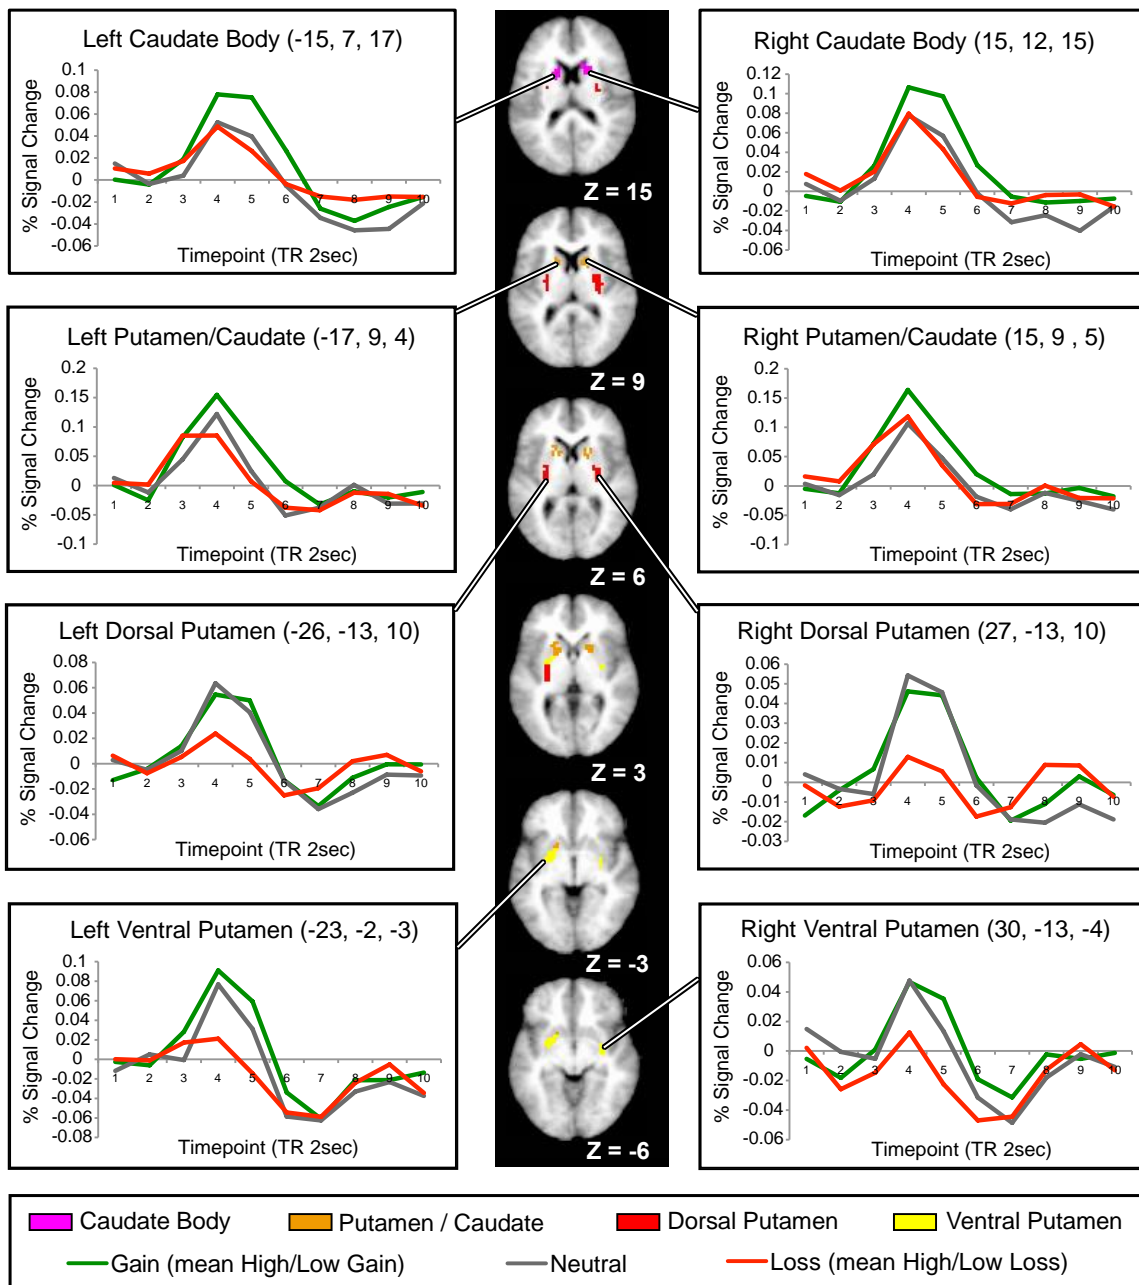 Left Caudate Body (-15, 7, 17)
% Signal Change
0.1
0.08
0.06
0.04
0.02
0
-0.02
-0.04
-0.06
1 2 3 4 5 6 7 8 9 10
Timepoint (TR 2sec)
Right Caudate Body (15, 12, 15)
% Signal Change
0.12
0.1
0.08
0.06
0.04
0.02
0
-0.02
-0.04
-0.06
1 2 3 4 5 6 7 8 9 10
Timepoint (TR 2sec)
Z = 15
Left Putamen/Caudate (-17, 9, 4)
% Signal Change
0.2
0.15
0.1
0.05
0
-0.05
-0.1
1 2 3 4 5 6 7 8 9 10
Timepoint (TR 2sec)
Z = 9
Right Putamen/Caudate (15, 9 , 5)
% Signal Change
0.2
0.15
0.1
0.05
0
-0.05
-0.1
1 2 3 4 5 6 7 8 9 10
Timepoint (TR 2sec)
Z = 6
Left Dorsal Putamen (-26, -13, 10)
% Signal Change
0.08
0.06
0.04
0.02
0
-0.02
-0.04
-0.06
1 2 3 4 5 6 7 8 9 10
Timepoint (TR 2sec)
Z = 3
Right Dorsal Putamen (27, -13, 10)
% Signal Change
0.06
0.05
0.04
0.03
0.02
0.01
0
-0.01
-0.02
-0.03
1 2 3 4 5 6 7 8 9 10
Timepoint (TR 2sec)
Left Ventral Putamen (-23, -2, -3)
% Signal Change
0.1
0.08
0.06
0.04
0.02
0
-0.02
-0.04
-0.06
-0.08
1 2 3 4 5 6 7 8 9 10
Timepoint (TR 2sec)
Z = -3
Right Ventral Putamen (30, -13, -4)
% Signal Change
0.06
0.04
0.02
0
-0.02
-0.04
-0.06
1 2 3 4 5 6 7 8 9 10
Timepoint (TR 2sec)
Z = -6
Caudate Body Putamen / Caudate Dorsal Putamen Ventral Putamen
Gain (mean High/Low Gain) Neutral Loss (mean High/Low Loss)